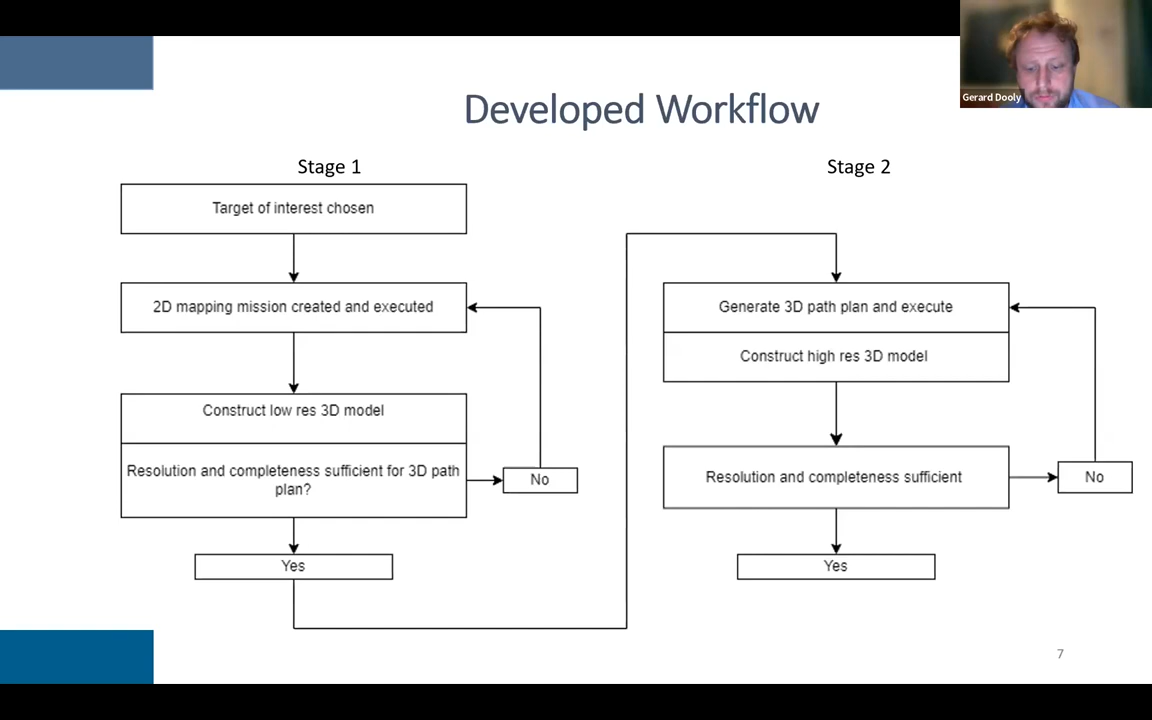 Gerard Dooly
Developed Workflow
Stage 1
Target of interest chosen
2D mapping mission created and executed
Construct low res 3D model
Resolution and completeness sufficient for 3D path
plan?
No
Yes
Stage 2
Generate 3D path plan and execute
Construct high res 3D model
Resolution and completeness sufficient
No
Yes
7